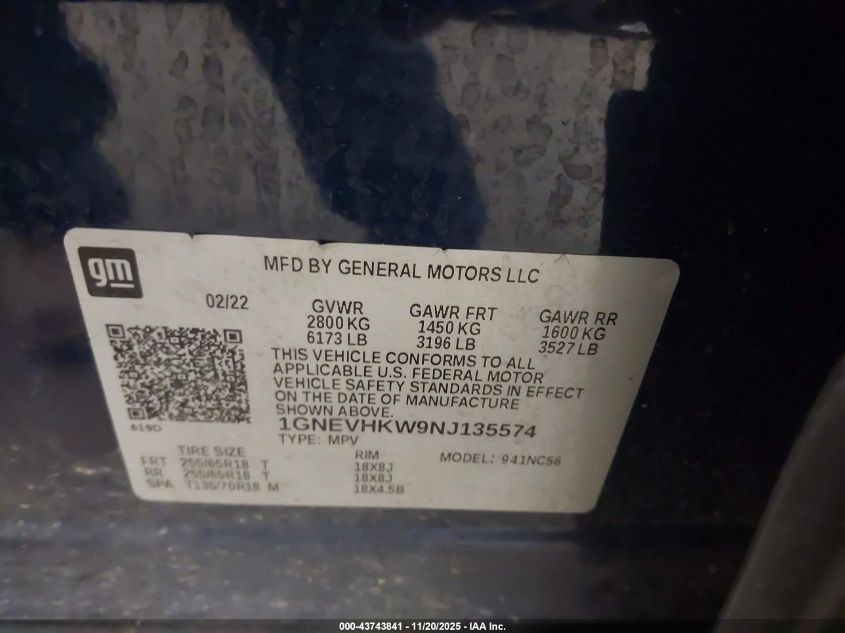 gm
MFD BY GENERAL MOTORS LLC
02/22
GVWR
2800 KG
6173 LB
GAWR FRT
1450 KG
3196 LB
GAWR RR
1600 KG
3527 LB
THIS VEHICLE CONFORMS TO ALL
APPLICABLE U.S. FEDERAL MOTOR
VEHICLE SAFETY STANDARDS IN EFFECT
ON THE DATE OF MANUFACTURE
SHOWN ABOVE.
619D
1GNEVHKW9NJ135574
TYPE: MPV
TIRE SIZE RIM MODEL: 941NC56
FRT 255/65R18 T 18X8J
RR 255/65R18 T 18X8J
SPA T135/70R18 M 18X4.5B
000-43743841 - 11/20/2025 - IAA Inc.